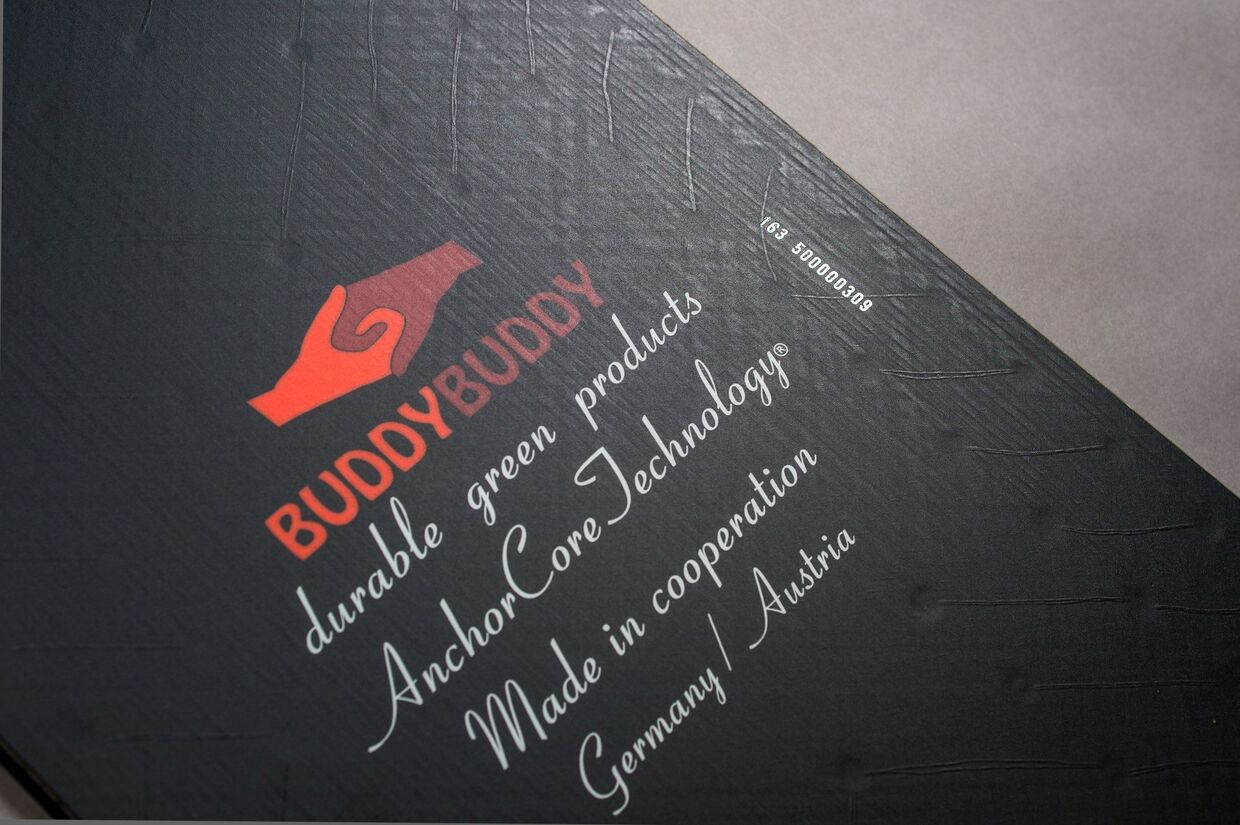 163 500000309
BUDDYBUDDY
durable green products
AnchorCoreTechnology®
Made in cooperation
Germany / Austria